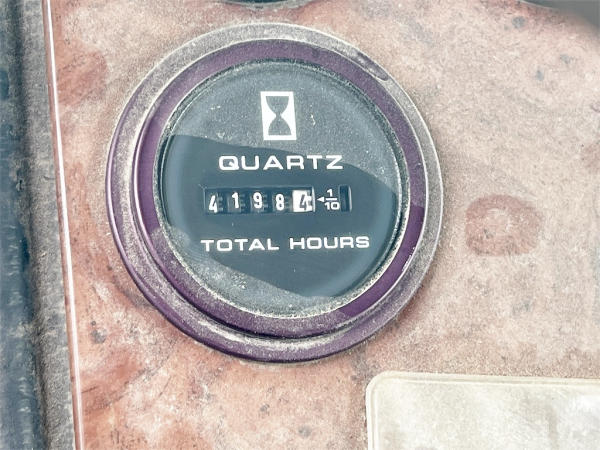 QUARTZ
41984 ◄1/10
TOTAL HOURS